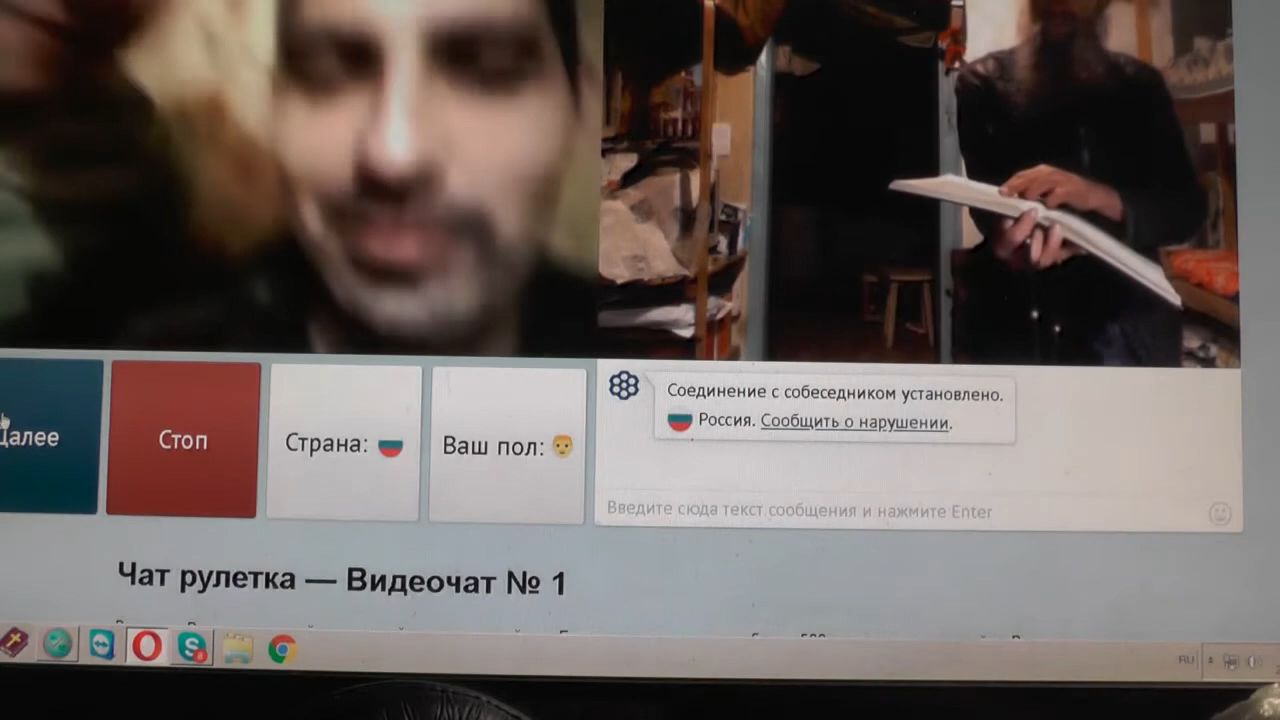 Соединение с собеседником установлено.
Россия. Сообщить о нарушении.
Далее
Стоп
Страна:
Ваш пол:
Введите сюда текст сообщения и нажмите Enter
Чат рулетка — Видеочат № 1
RU